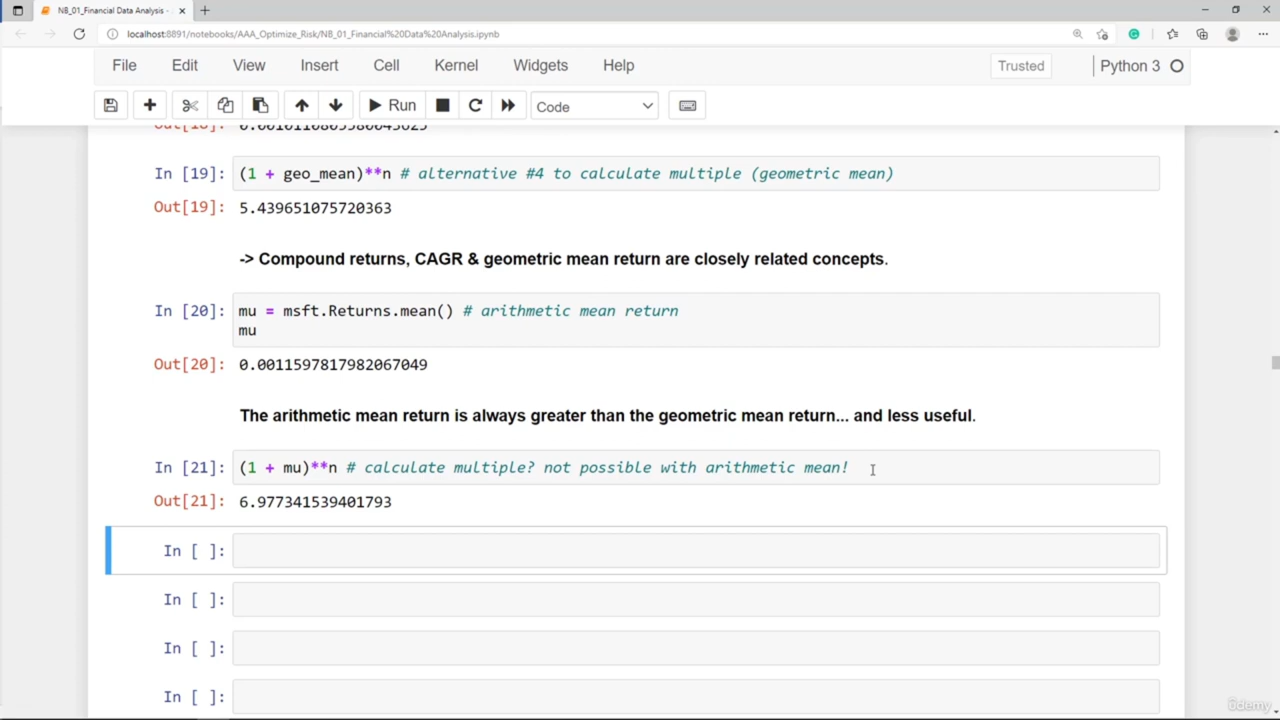 NB_01_Financial Data Analysis -
localhost:8891/notebooks/AAA_Optimize_Risk/NB_01_Financial%20Data%20Analysis.ipynb
File Edit View Insert Cell Kernel Widgets Help Trusted Python 3
Run Code
In [19]: (1 + geo_mean)**n # alternative #4 to calculate multiple (geometric mean)
Out[19]: 5.439651075720363
-> Compound returns, CAGR & geometric mean return are closely related concepts.
In [20]: mu = msft.Returns.mean() # arithmetic mean return
mu
Out[20]: 0.0011597817982067049
The arithmetic mean return is always greater than the geometric mean return... and less useful.
In [21]: (1 + mu)**n # calculate multiple? not possible with arithmetic mean!
Out[21]: 6.977341539401793
In [ ]:
In [ ]:
In [ ]:
In [ ]:
ûdemy